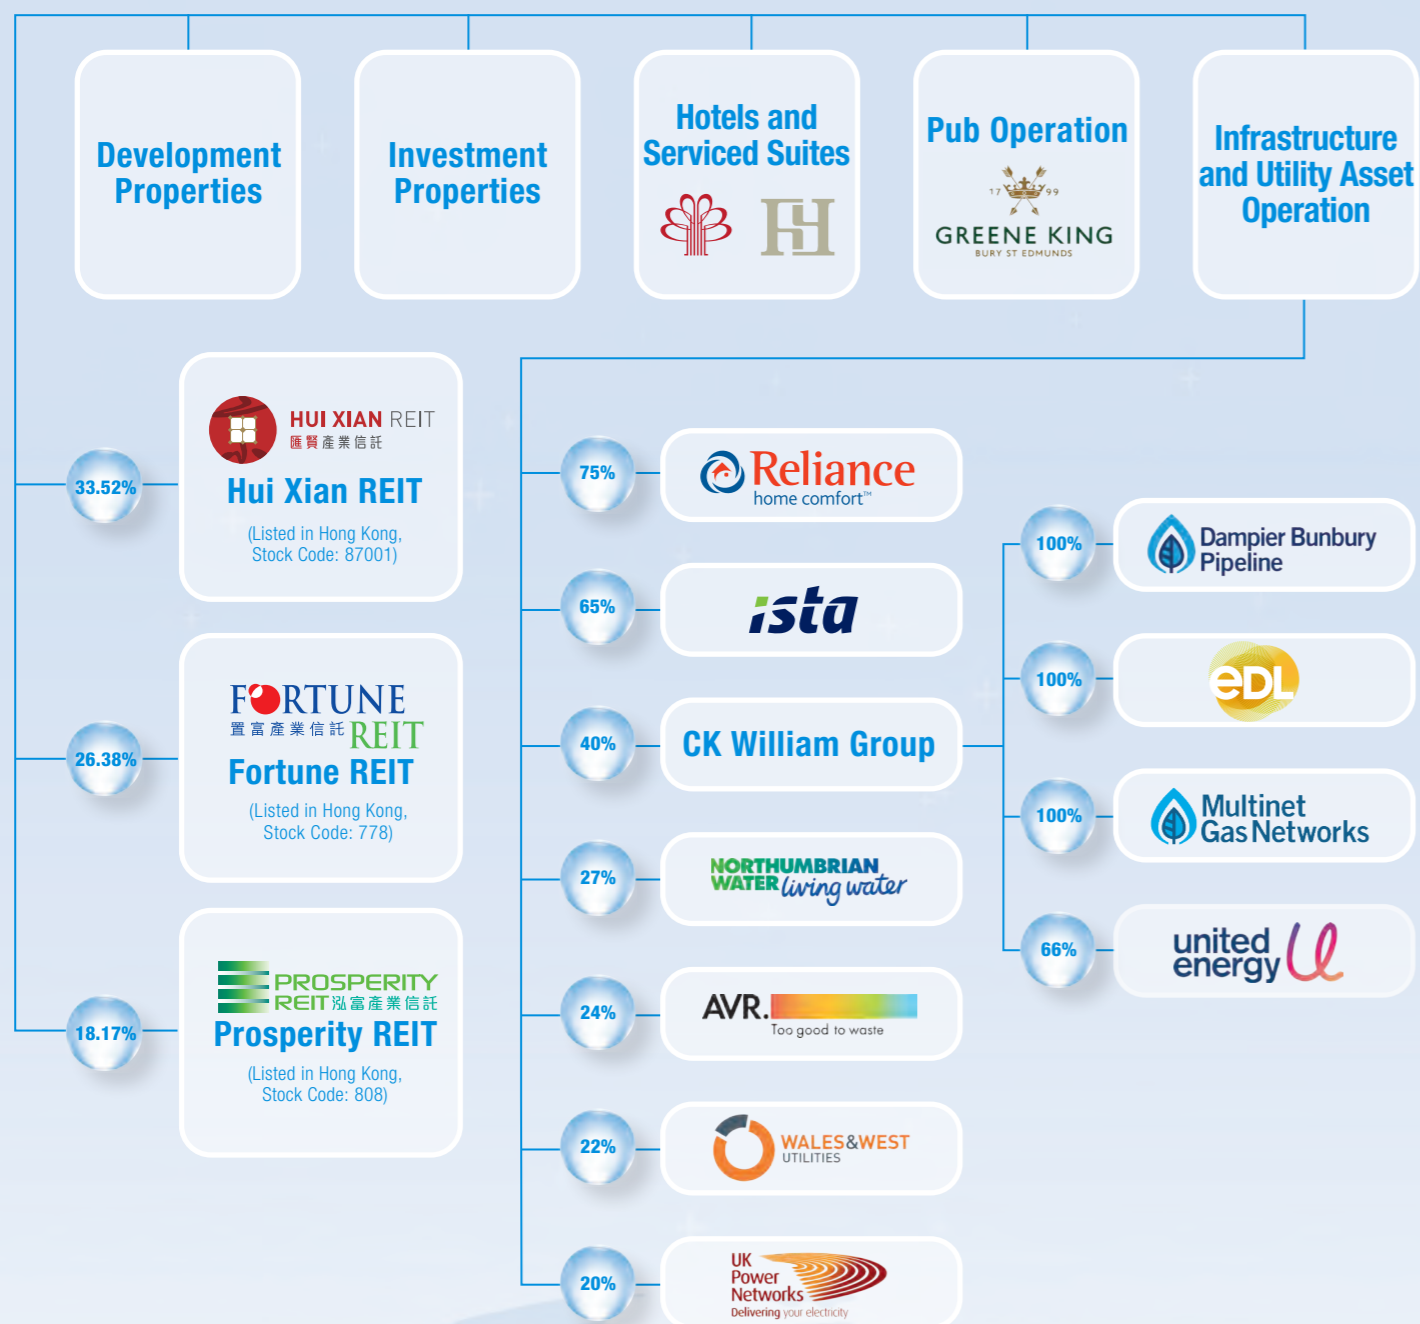 Development
Properties
Investment
Properties
Hotels and
Serviced Suites
Pub Operation
17 99
GREENE KING
BURY ST EDMUNDS
Infrastructure
and Utility Asset
Operation
33.52%
HUI XIAN REIT
匯賢產業信託
Hui Xian REIT
(Listed in Hong Kong,
Stock Code: 87001)
26.38%
FORTUNE
置富產業信託 REIT
Fortune REIT
(Listed in Hong Kong,
Stock Code: 778)
18.17%
PROSPERITY
REIT 泓富產業信託
Prosperity REIT
(Listed in Hong Kong,
Stock Code: 808)
75%
Reliance
home comfort™
65%
ista
40%
CK William Group
27%
NORTHUMBRIAN
WATER living water
24%
AVR.
Too good to waste
22%
WALES&WEST
UTILITIES
20%
UK
Power
Networks
Delivering your electricity
100%
Dampier Bunbury
Pipeline
100%
eDL
100%
Multinet
Gas Networks
66%
united
energy